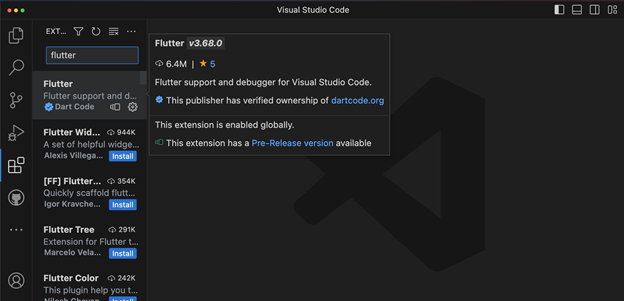 Visual Studio Code
EXT...
flutter
Flutter
Flutter support and d...
Dart Code
Flutter Wid... 944K
A set of helpful widge...
Alexis Villega... Install
[FF] Flutter... 354K
Quickly scaffold flutt...
Igor Kravche... Install
Flutter Tree 291K
Extension for Flutter t...
Marcelo Vela... Install
Flutter Color 242K
This plugin help you t...
Flutter v3.68.0
6.4M | 5
Flutter support and debugger for Visual Studio Code.
This publisher has verified ownership of dartcode.org
This extension is enabled globally.
This extension has a Pre-Release version available